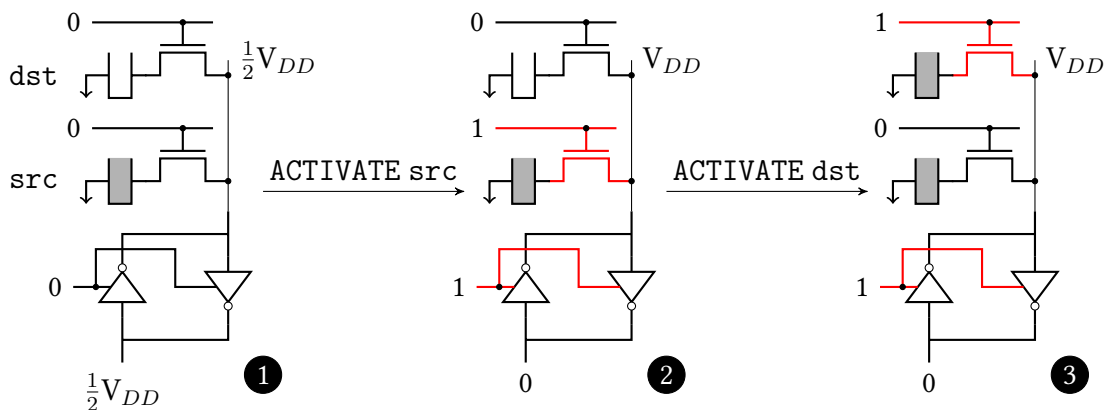 0 ½V_DD
dst
0
src
0
½V_DD
1
ACTIVATE src
0 V_DD
1
1
0
2
ACTIVATE dst
1 V_DD
0
1
0
3